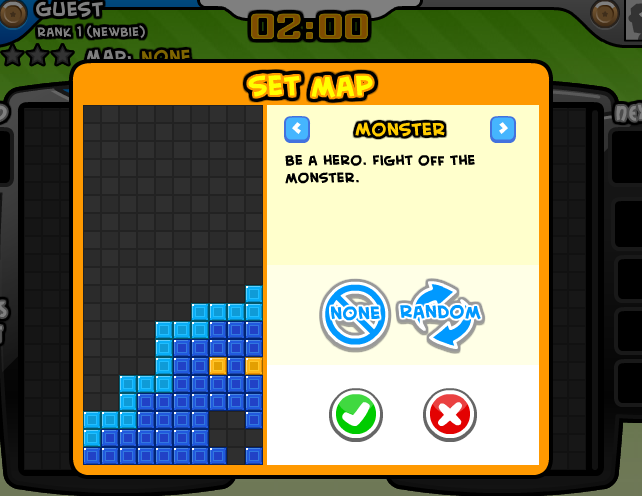 GUEST
RANK 1 (NEWBIE)
02:00
MAP: NONE
SET MAP
MONSTER
BE A HERO. FIGHT OFF THE
MONSTER.
NONE
RANDOM